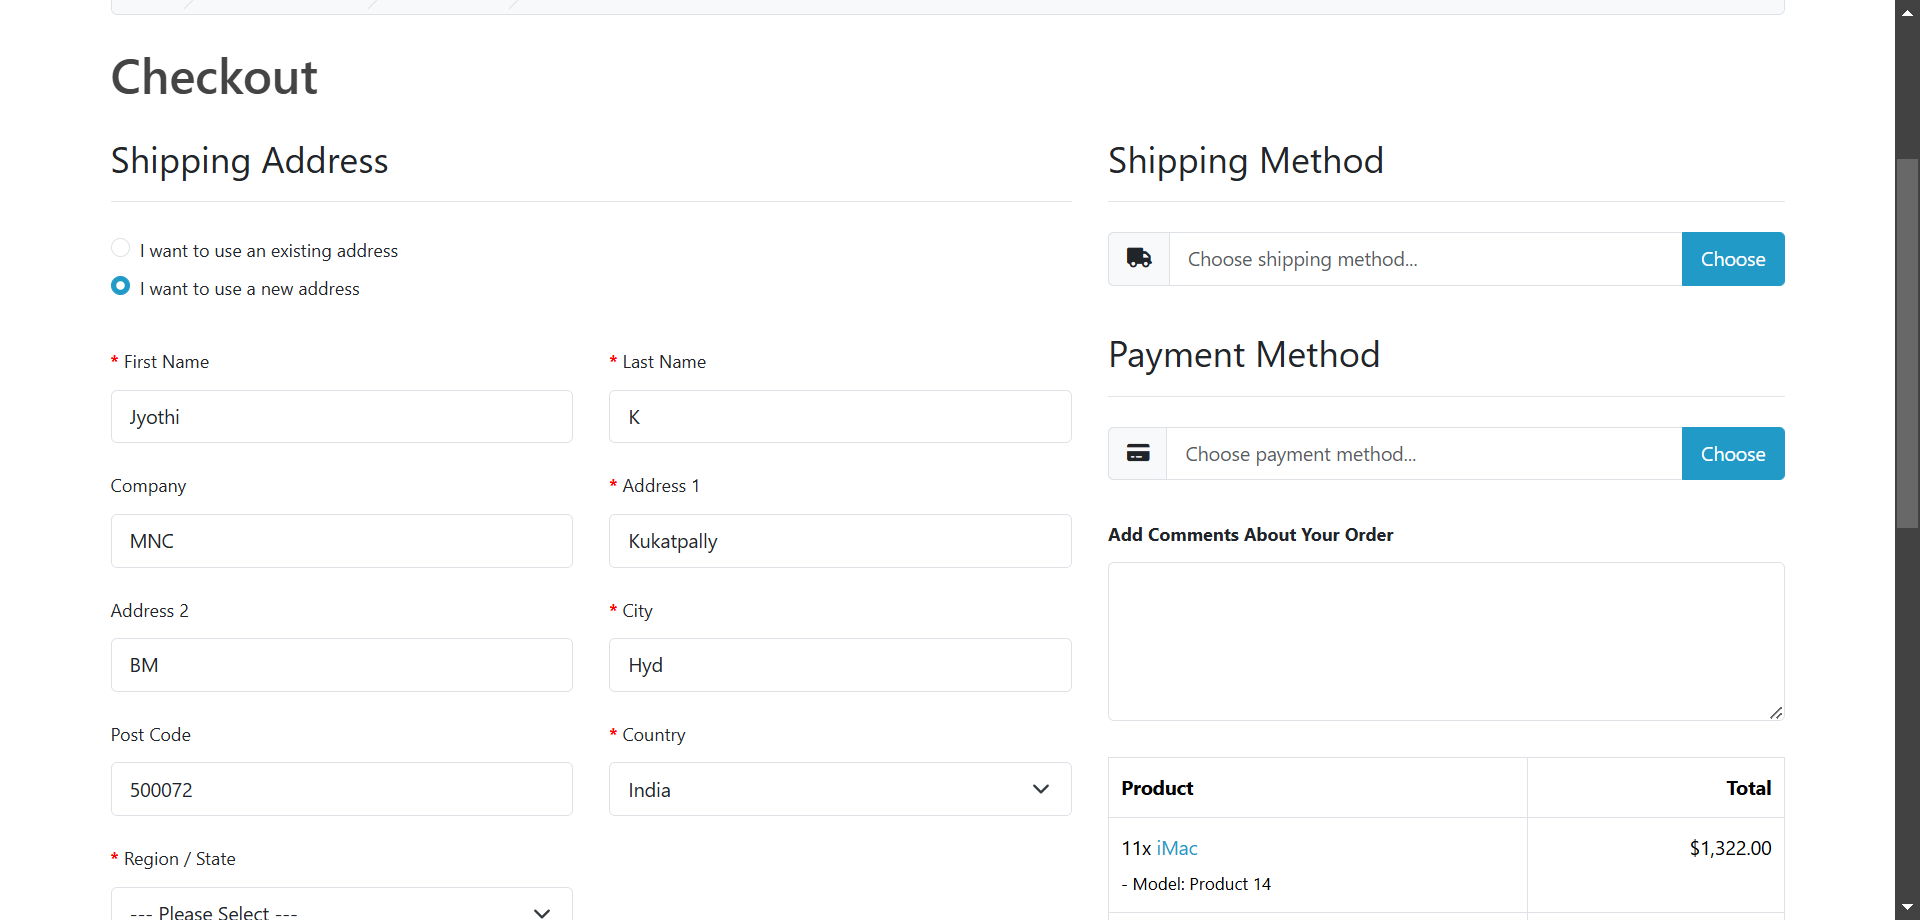 Checkout
Shipping Address
I want to use an existing address
I want to use a new address
* First Name
* Last Name
Jyothi
K
Company
* Address 1
MNC
Kukatpally
Address 2
* City
BM
Hyd
Post Code
* Country
500072
India
* Region / State
--- Please Select ---
Shipping Method
Choose shipping method...
Choose
Payment Method
Choose payment method...
Choose
Add Comments About Your Order
Product
Total
11x iMac
$1,322.00
- Model: Product 14